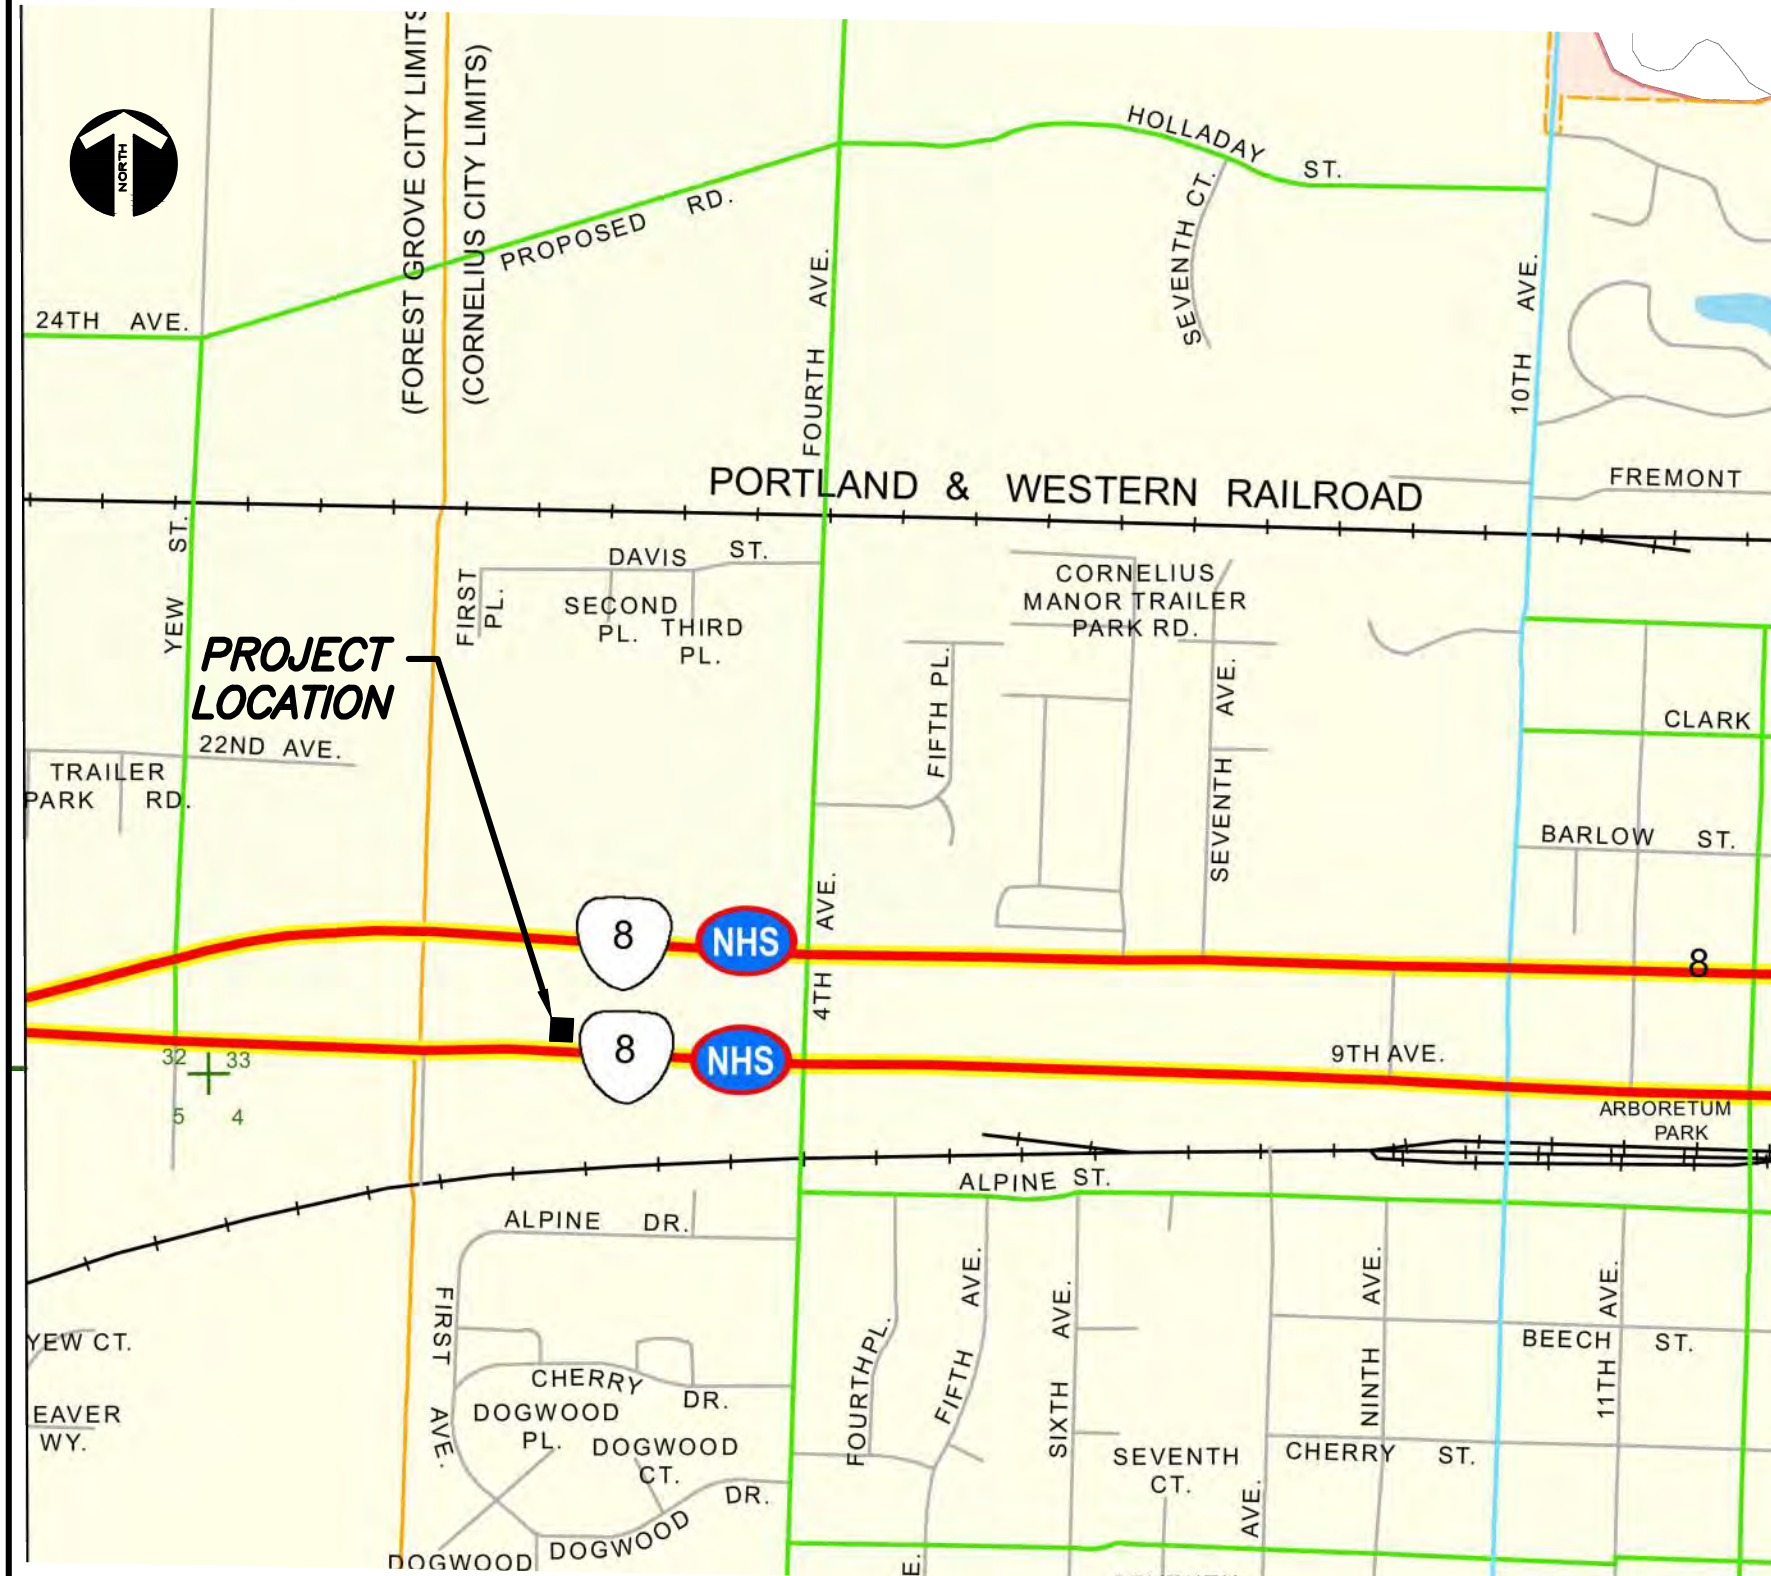 (FOREST GROVE CITY LIMITS
(CORNELIUS CITY LIMITS)
NORTH
HOLLADAY ST.
SEVENTH CT.
PROPOSED RD.
24TH AVE.
FOURTH AVE.
10TH AVE.
PORTLAND & WESTERN RAILROAD
FREMONT
YEW ST.
DAVIS ST.
FIRST
PL.
SECOND
PL.
THIRD
PL.
CORNELIUS
MANOR TRAILER
PARK RD.
PROJECT
LOCATION
FIFTH PL.
SEVENTH AVE.
CLARK
22ND AVE.
TRAILER
PARK RD.
BARLOW ST.
4TH AVE.
8
NHS
8
8
NHS
9TH AVE.
32 33
5 4
ARBORETUM
PARK
ALPINE ST.
ALPINE DR.
FIRST AVE.
YEW CT.
EAVER
WY.
CHERRY DR.
DOGWOOD
PL.
DOGWOOD
CT.
DOGWOOD DR.
DOGWOOD
FOURTH PL.
FIFTH AVE.
SIXTH AVE.
SEVENTH
CT.
AVE.
NINTH AVE.
CHERRY ST.
BEECH ST.
11TH AVE.
E.